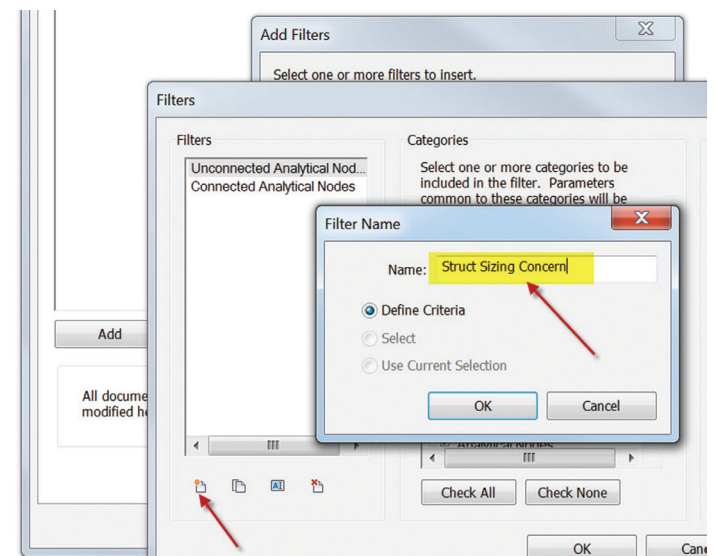 Add Filters
Select one or more filters to insert.
Filters
Filters
Unconnected Analytical Nod...
Connected Analytical Nodes
Categories
Select one or more categories to be
included in the filter. Parameters
common to these categories will be
Filter Name
Name: Struct Sizing Concern
Define Criteria
Select
Use Current Selection
OK Cancel
Add
All docume
modified he
Analytical Nodes
Check All Check None
OK Canc